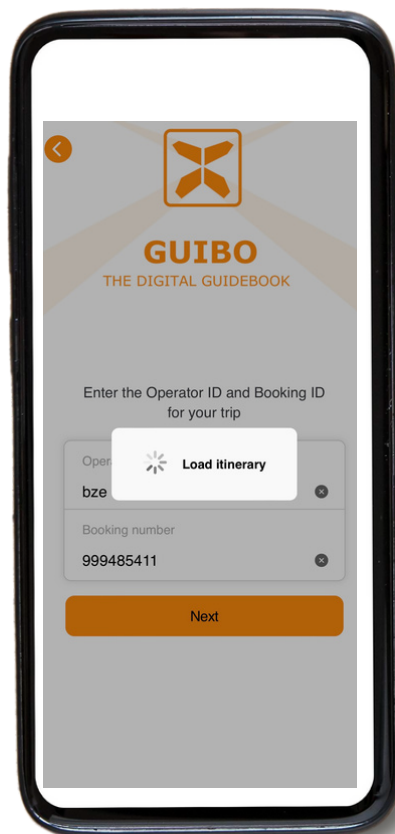 GUIBO
THE DIGITAL GUIDEBOOK
Enter the Operator ID and Booking ID
for your trip
Load itinerary
Oper
bze
Booking number
999485411
Next